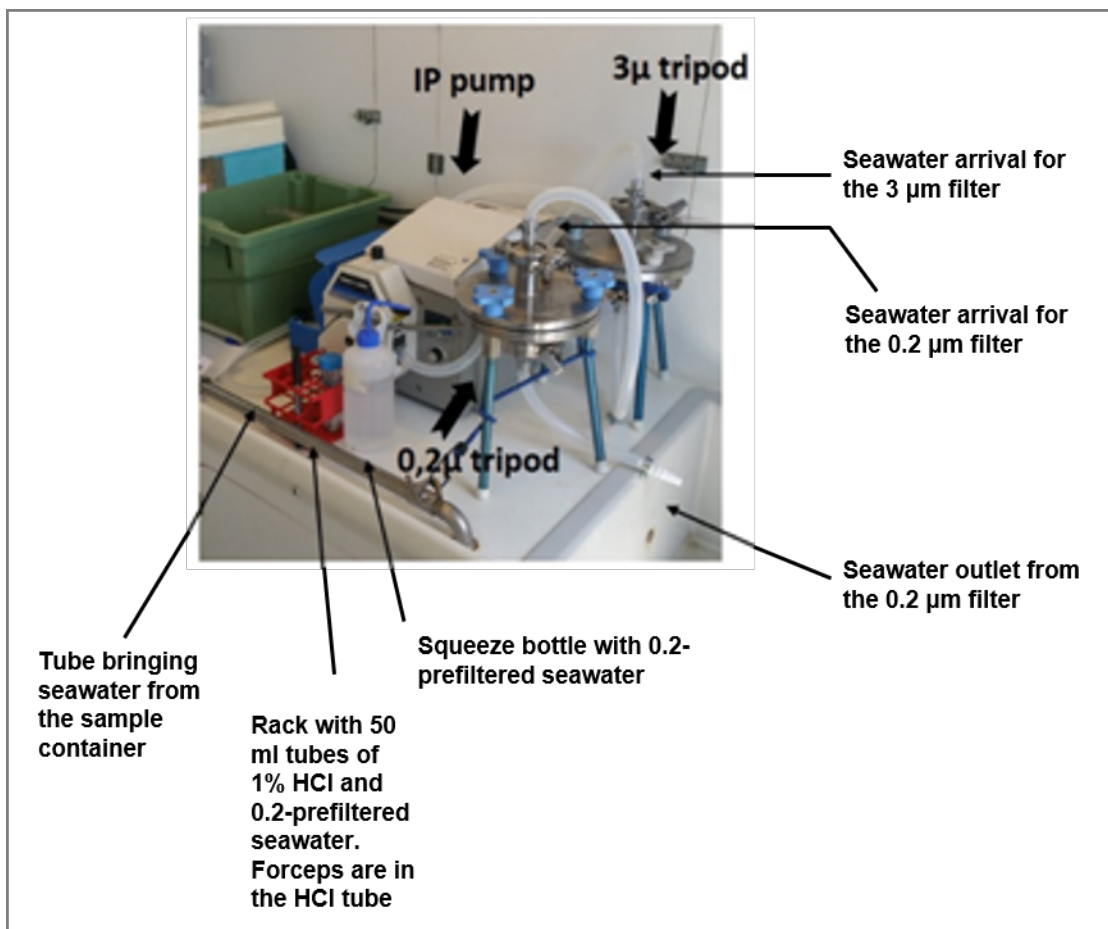 IP pump
3µ tripod
0,2µ tripod
Seawater arrival for
the 3 µm filter
Seawater arrival for
the 0.2 µm filter
Seawater outlet from
the 0.2 µm filter
Squeeze bottle with 0.2-
prefiltered seawater
Tube bringing
seawater from
the sample
container
Rack with 50
ml tubes of
1% HCl and
0.2-prefiltered
seawater.
Forceps are in
the HCl tube